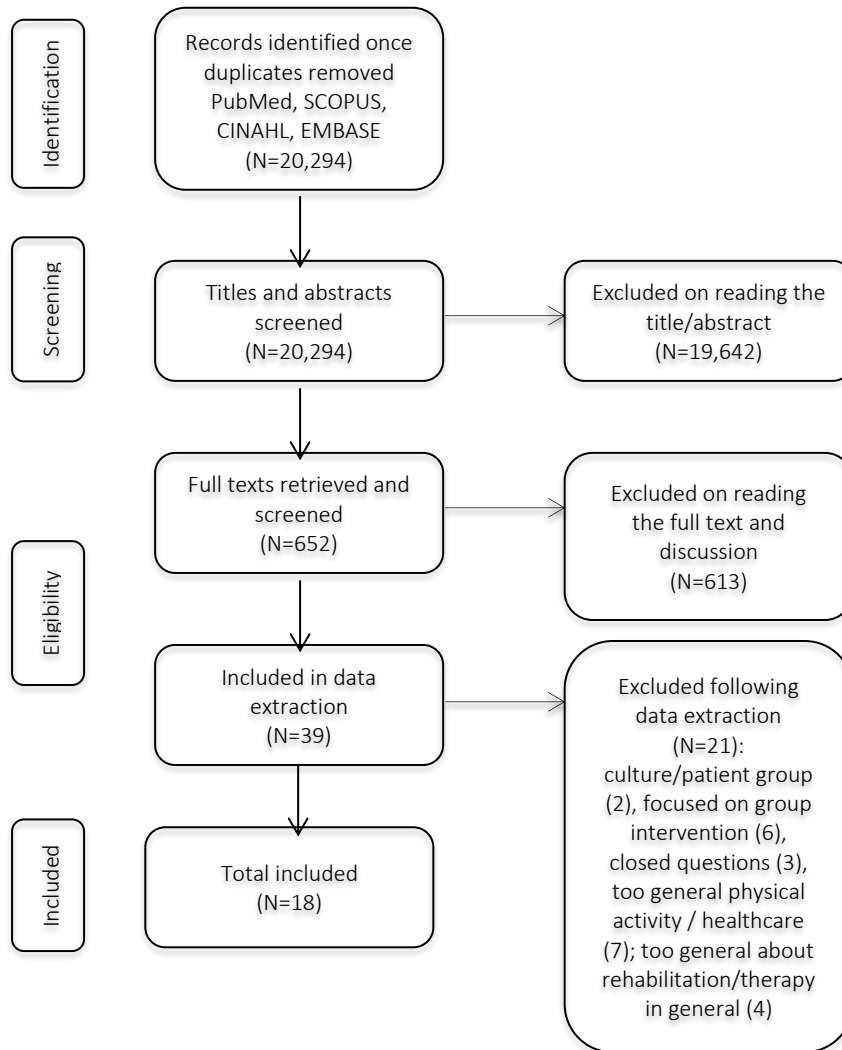 Identification
Records identified once
duplicates removed
PubMed, SCOPUS,
CINAHL, EMBASE
(N=20,294)
Screening
Titles and abstracts
screened
(N=20,294)
Excluded on reading the
title/abstract
(N=19,642)
Eligibility
Full texts retrieved and
screened
(N=652)
Excluded on reading
the full text and
discussion
(N=613)
Included in data
extraction
(N=39)
Excluded following
data extraction
(N=21):
culture/patient group
(2), focused on group
intervention (6),
closed questions (3),
too general physical
activity / healthcare
(7); too general about
rehabilitation/therapy
in general (4)
Included
Total included
(N=18)